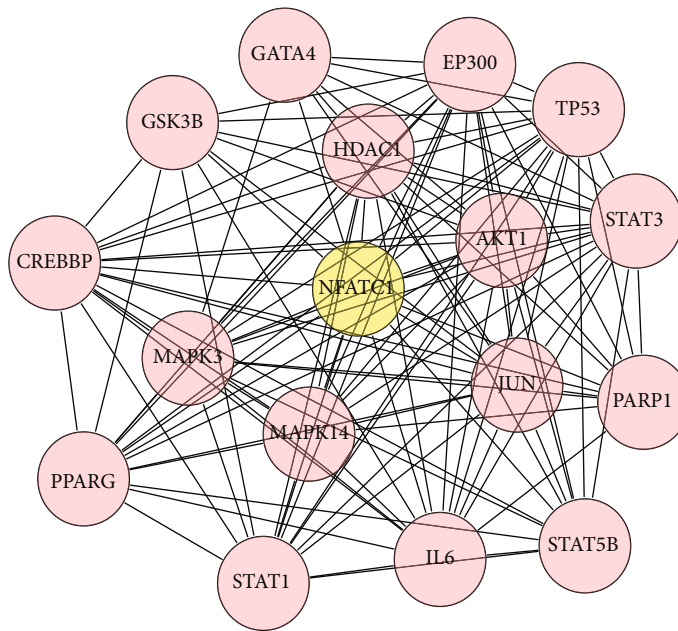 GATA4
EP300
TP53
GSK3B
HDAC1
STAT3
AKT1
CREBBP
NFATC1
MAPK3
JUN
PARP1
MAPK14
PPARG
STAT5B
IL6
STAT1